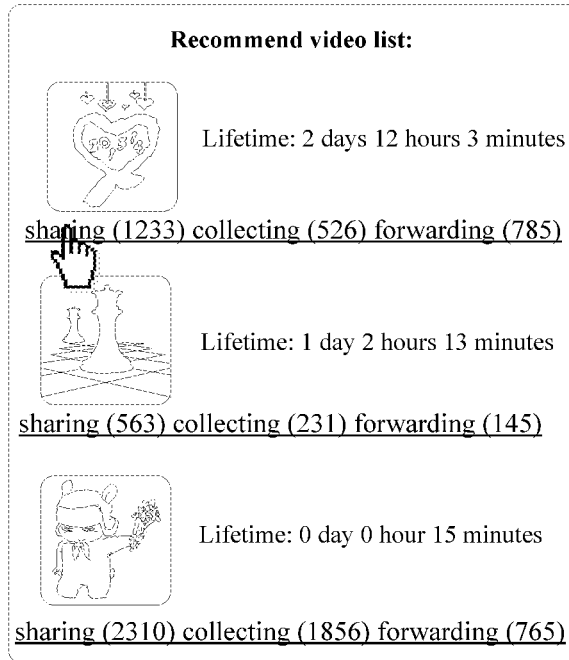 Recommend video list:
Lifetime: 2 days 12 hours 3 minutes
sharing (1233) collecting (526) forwarding (785)
Lifetime: 1 day 2 hours 13 minutes
sharing (563) collecting (231) forwarding (145)
Lifetime: 0 day 0 hour 15 minutes
sharing (2310) collecting (1856) forwarding (765)